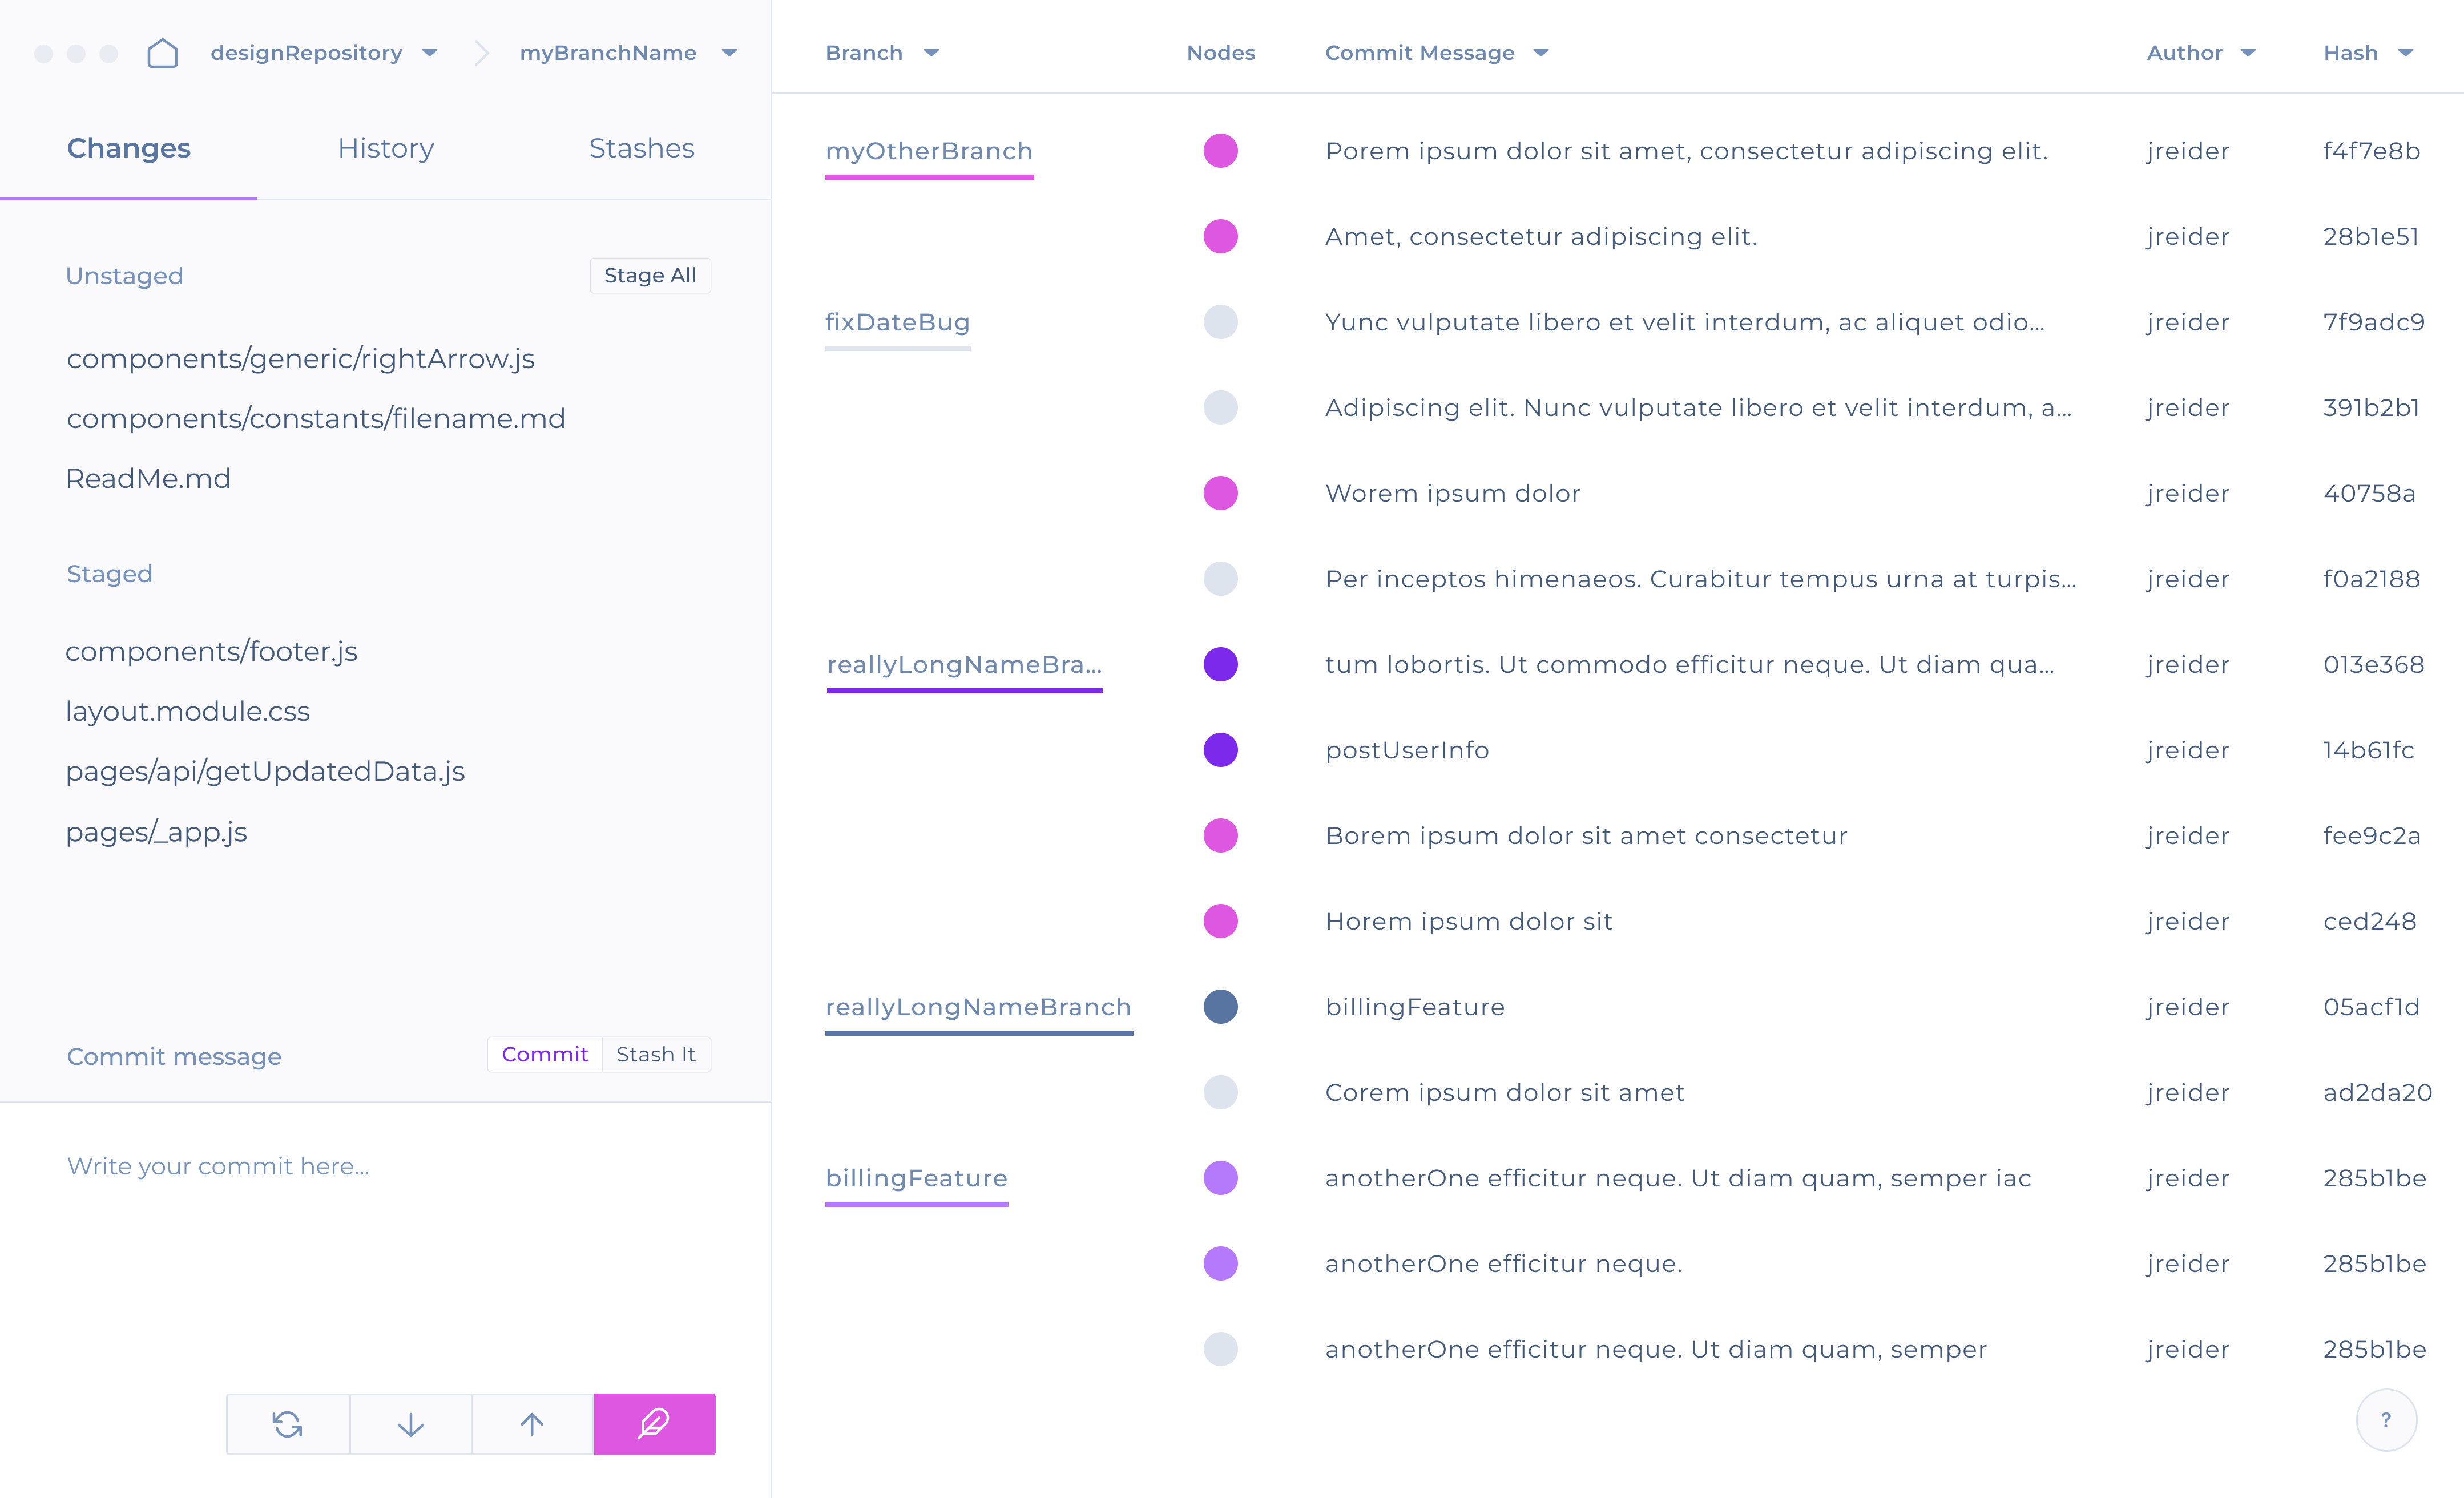 designRepository
myBranchName
Changes
History
Stashes
Unstaged
Stage All
components/generic/rightArrow.js
components/constants/filename.md
ReadMe.md
Staged
components/footer.js
layout.module.css
pages/api/getUpdatedData.js
pages/_app.js
Commit message
Commit
Stash It
Write your commit here...
Branch Nodes Commit Message Author Hash
myOtherBranch Porem ipsum dolor sit amet, consectetur adipiscing elit. jreider f4f7e8b
Amet, consectetur adipiscing elit. jreider 28b1e51
fixDateBug Yunc vulputate libero et velit interdum, ac aliquet odio... jreider 7f9adc9
Adipiscing elit. Nunc vulputate libero et velit interdum, a... jreider 391b2b1
Worem ipsum dolor jreider 40758a
Per inceptos himenaeos. Curabitur tempus urna at turpis... jreider f0a2188
reallyLongNameBra... tum lobortis. Ut commodo efficitur neque. Ut diam qua... jreider 013e368
postUserInfo jreider 14b61fc
Borem ipsum dolor sit amet consectetur jreider fee9c2a
Horem ipsum dolor sit jreider ced248
reallyLongNameBranch billingFeature jreider 05acf1d
Corem ipsum dolor sit amet jreider ad2da20
billingFeature anotherOne efficitur neque. Ut diam quam, semper iac jreider 285b1be
anotherOne efficitur neque. jreider 285b1be
anotherOne efficitur neque. Ut diam quam, semper jreider 285b1be
?